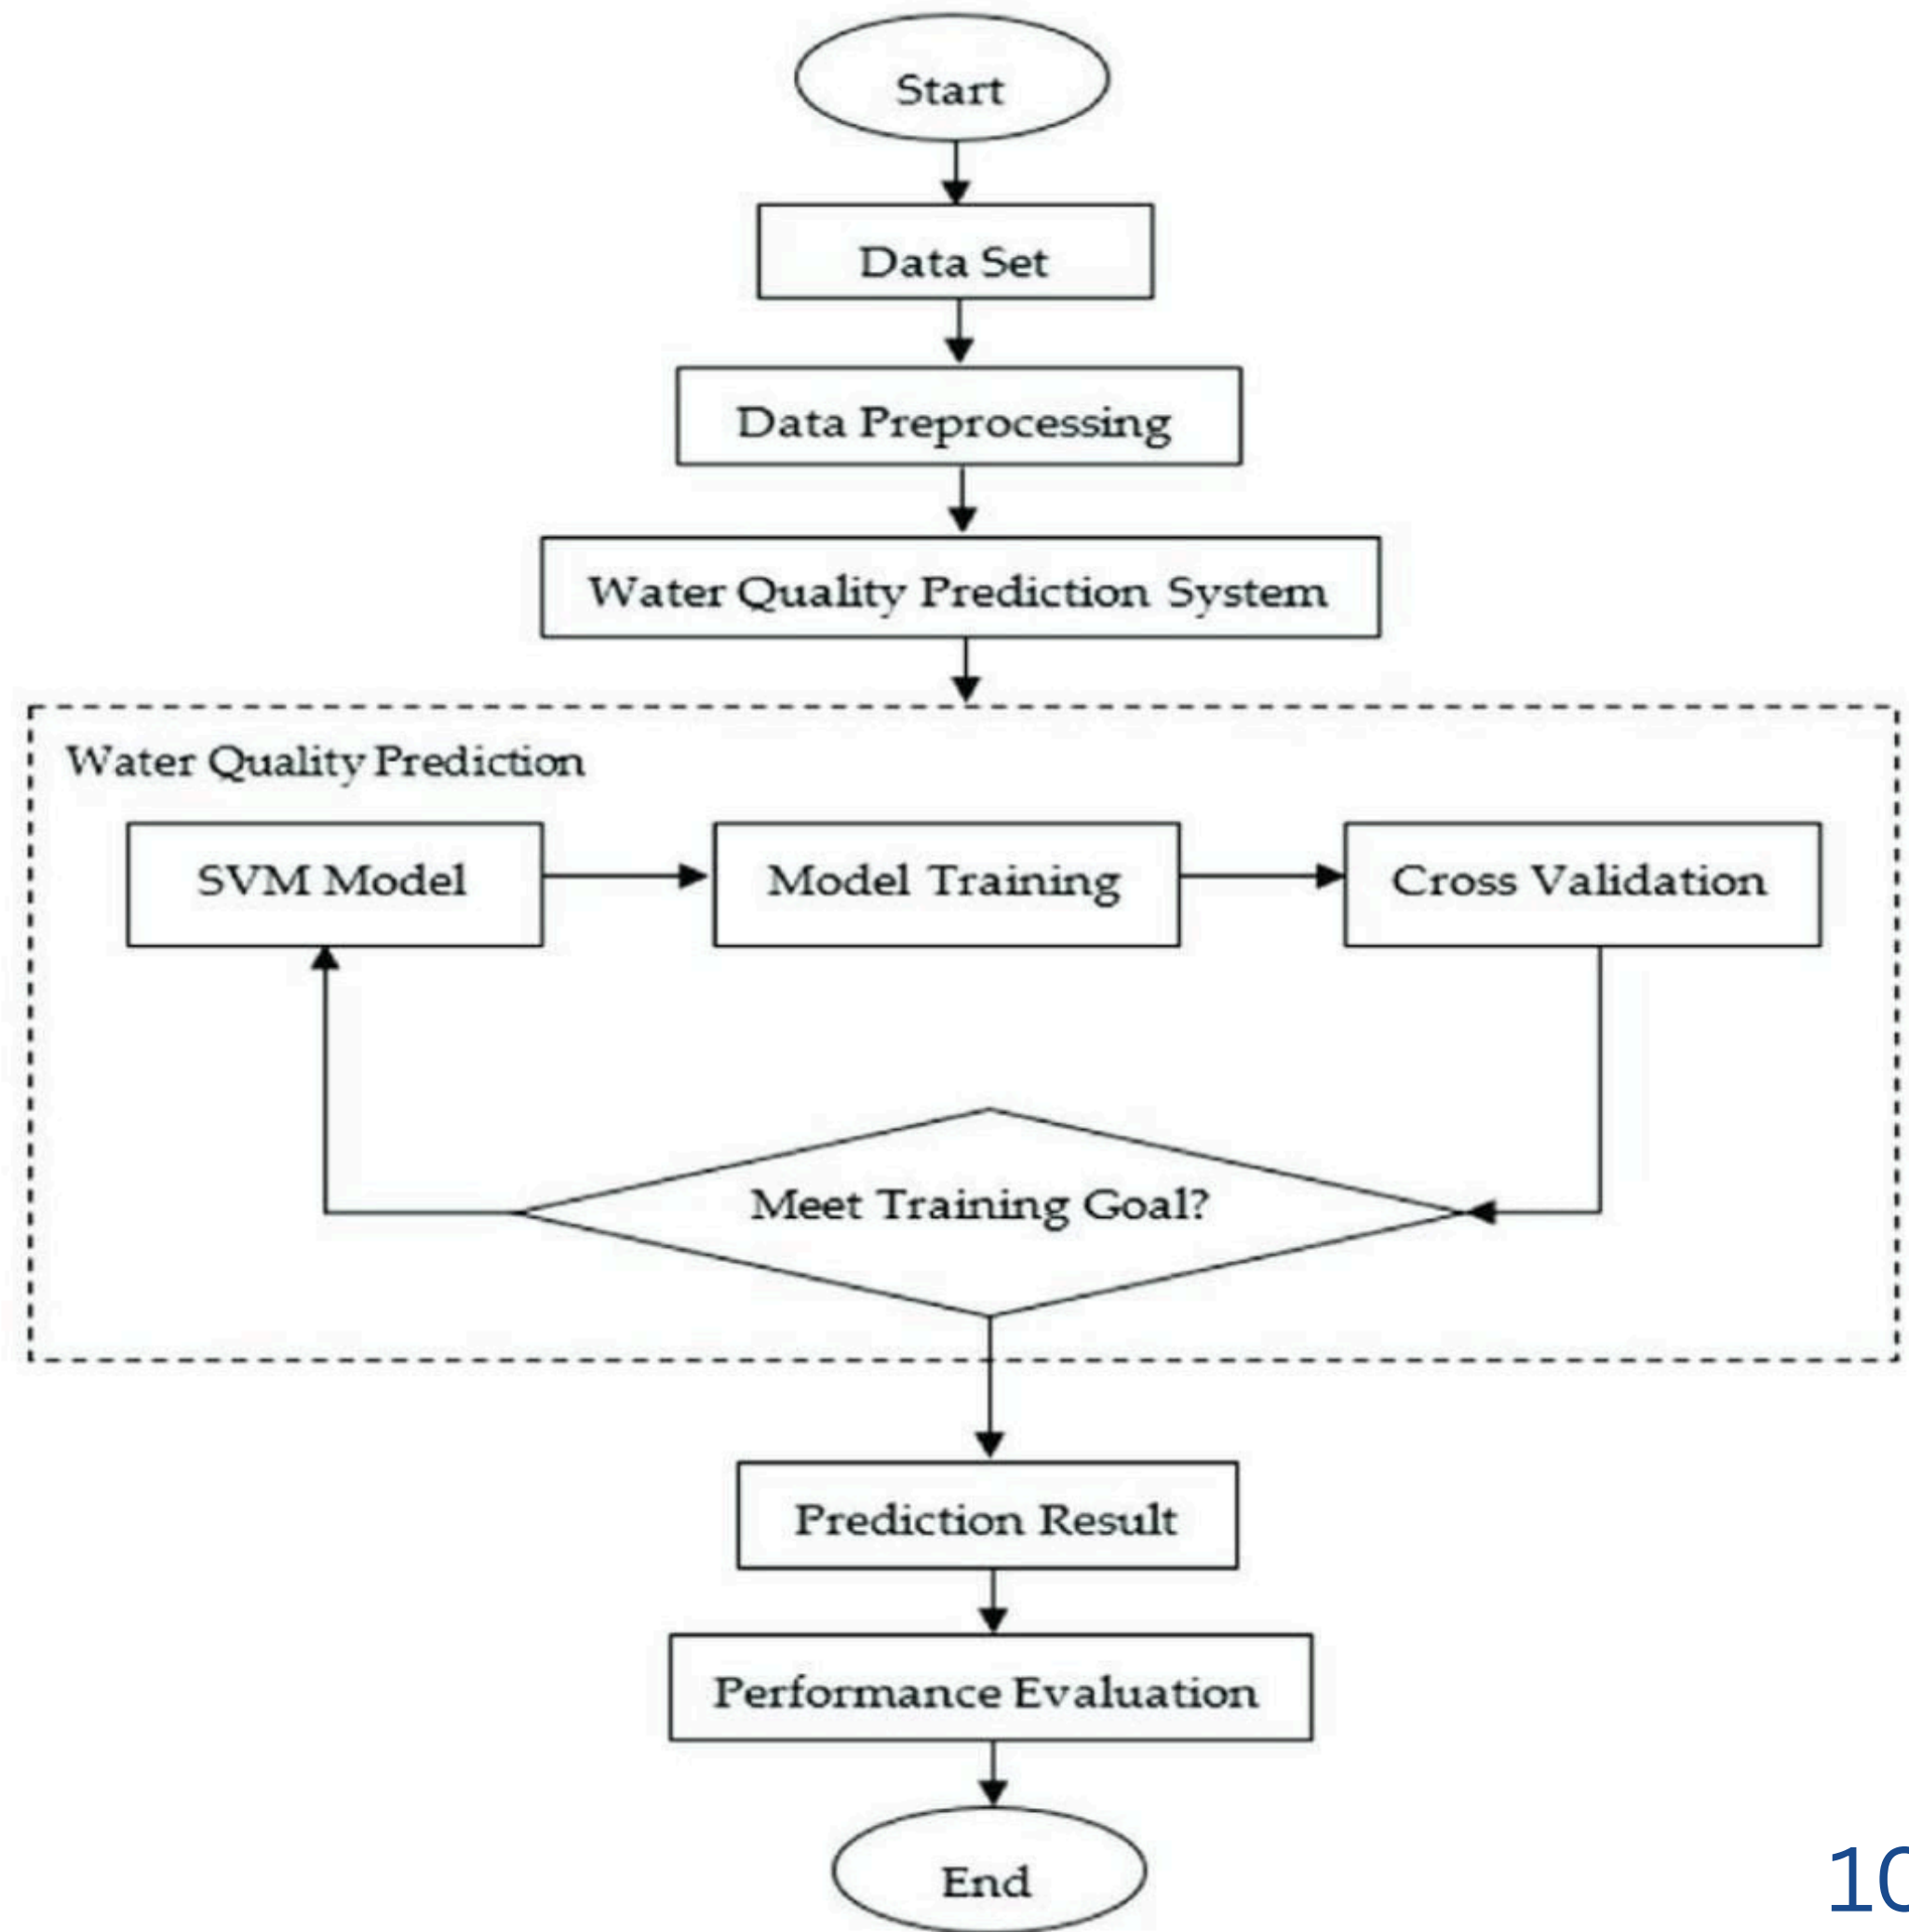 Start
Data Set
Data Preprocessing
Water Quality Prediction System
Water Quality Prediction
SVM Model
Model Training
Cross Validation
Meet Training Goal?
Prediction Result
Performance Evaluation
End
10